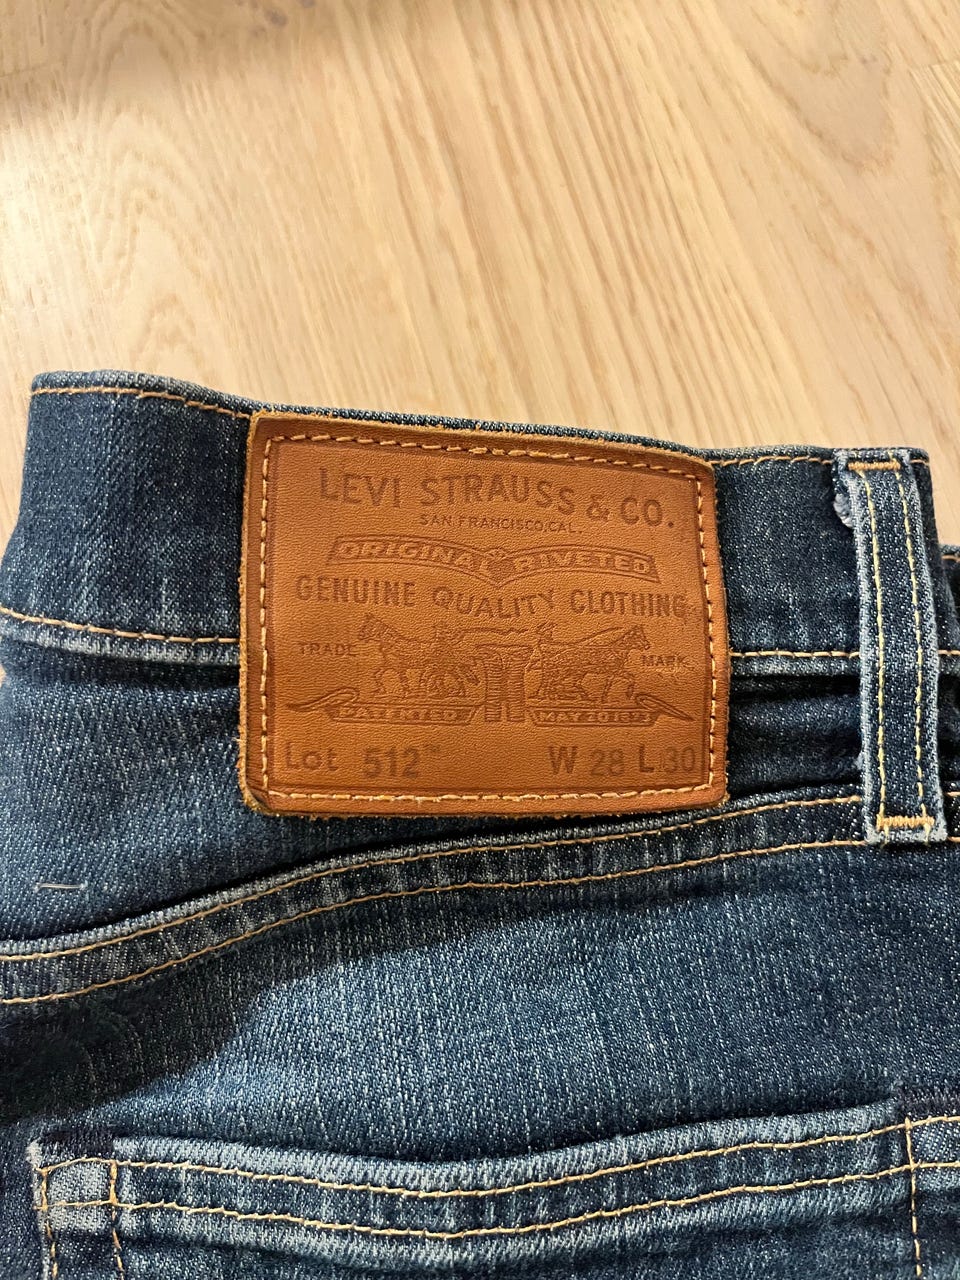 LEVI STRAUSS & CO.
SAN FRANCISCO, CAL.
ORIGINAL RIVETED
GENUINE QUALITY CLOTHING
TRADE MARK
PATENTED MAY 20 1873
Lot 512™ W 28 L 30